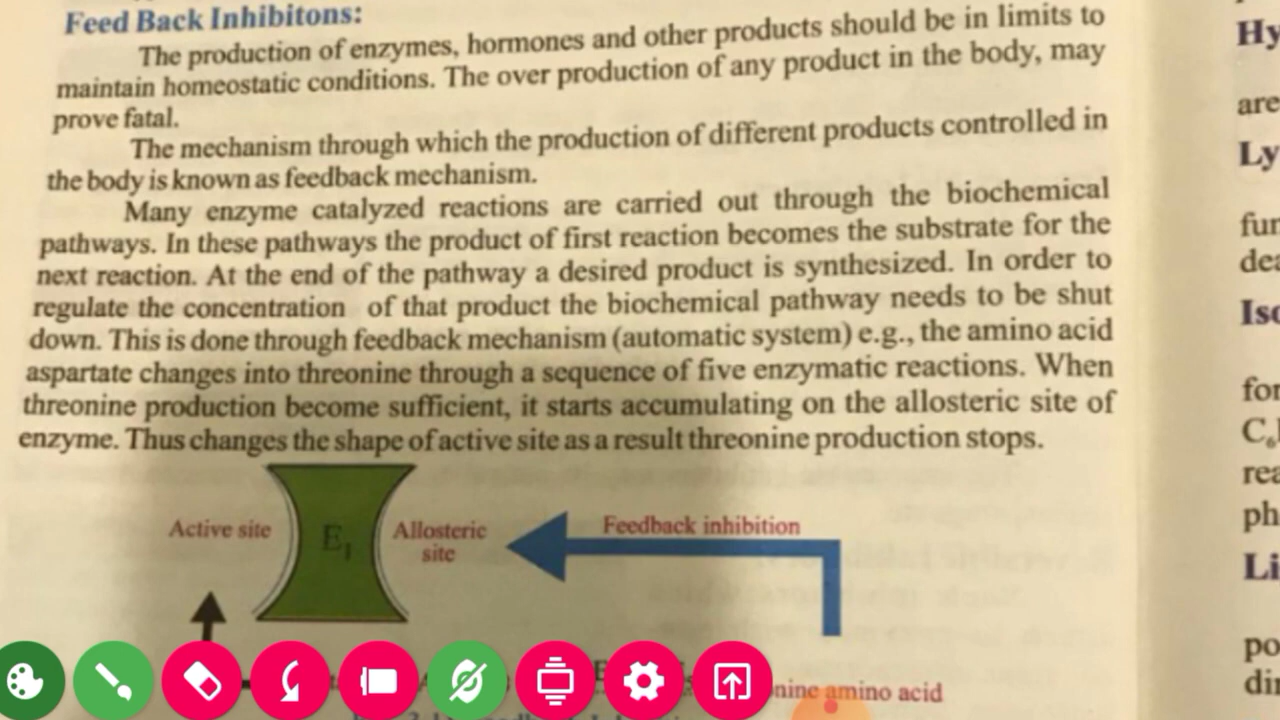 Feed Back Inhibitons:
The production of enzymes, hormones and other products should be in limits to
maintain homeostatic conditions. The over production of any product in the body, may
prove fatal.
The mechanism through which the production of different products controlled in
the body is known as feedback mechanism.
Many enzyme catalyzed reactions are carried out through the biochemical
pathways. In these pathways the product of first reaction becomes the substrate for the
next reaction. At the end of the pathway a desired product is synthesized. In order to
regulate the concentration of that product the biochemical pathway needs to be shut
down. This is done through feedback mechanism (automatic system) e.g., the amino acid
aspartate changes into threonine through a sequence of five enzymatic reactions. When
threonine production become sufficient, it starts accumulating on the allosteric site of
enzyme. Thus changes the shape of active site as a result threonine production stops.
Active site
E1
Allosteric
site
Feedback inhibition
amino acid
Hy
are
Ly
fur
dea
Iso
for
C6
rea
ph
Li
po